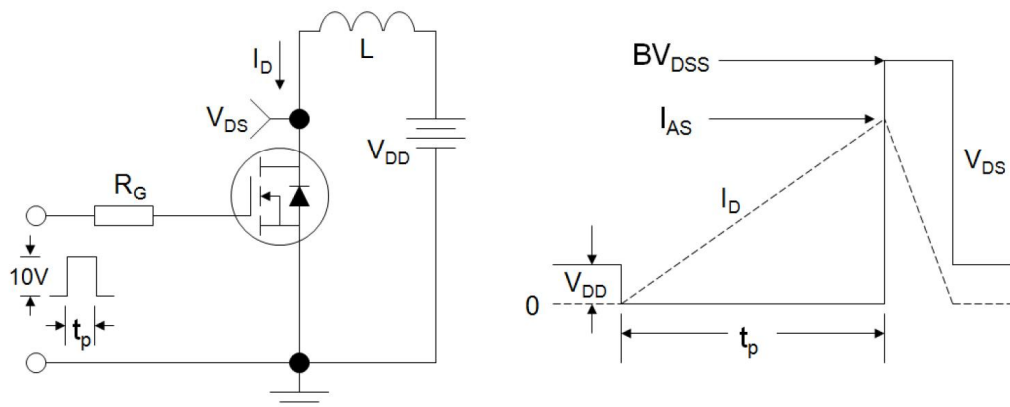 L
I_D
V_DS
V_DD
R_G
10V
t_p
BV_DSS
I_AS
V_DS
I_D
V_DD
0
t_p